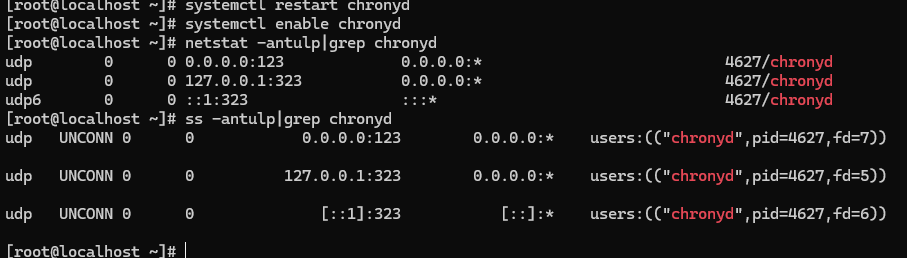 [root@localhost ~]# systemctl restart chronyd
[root@localhost ~]# systemctl enable chronyd
[root@localhost ~]# netstat -antulp|grep chronyd
udp        0      0 0.0.0.0:123             0.0.0.0:*                           4627/chronyd
udp        0      0 127.0.0.1:323           0.0.0.0:*                           4627/chronyd
udp6       0      0 ::1:323                 :::*                                4627/chronyd
[root@localhost ~]# ss -antulp|grep chronyd
udp   UNCONN 0      0            0.0.0.0:123        0.0.0.0:*    users:(("chronyd",pid=4627,fd=7))
udp   UNCONN 0      0          127.0.0.1:323        0.0.0.0:*    users:(("chronyd",pid=4627,fd=5))
udp   UNCONN 0      0              [::1]:323           [::]:*    users:(("chronyd",pid=4627,fd=6))
[root@localhost ~]#